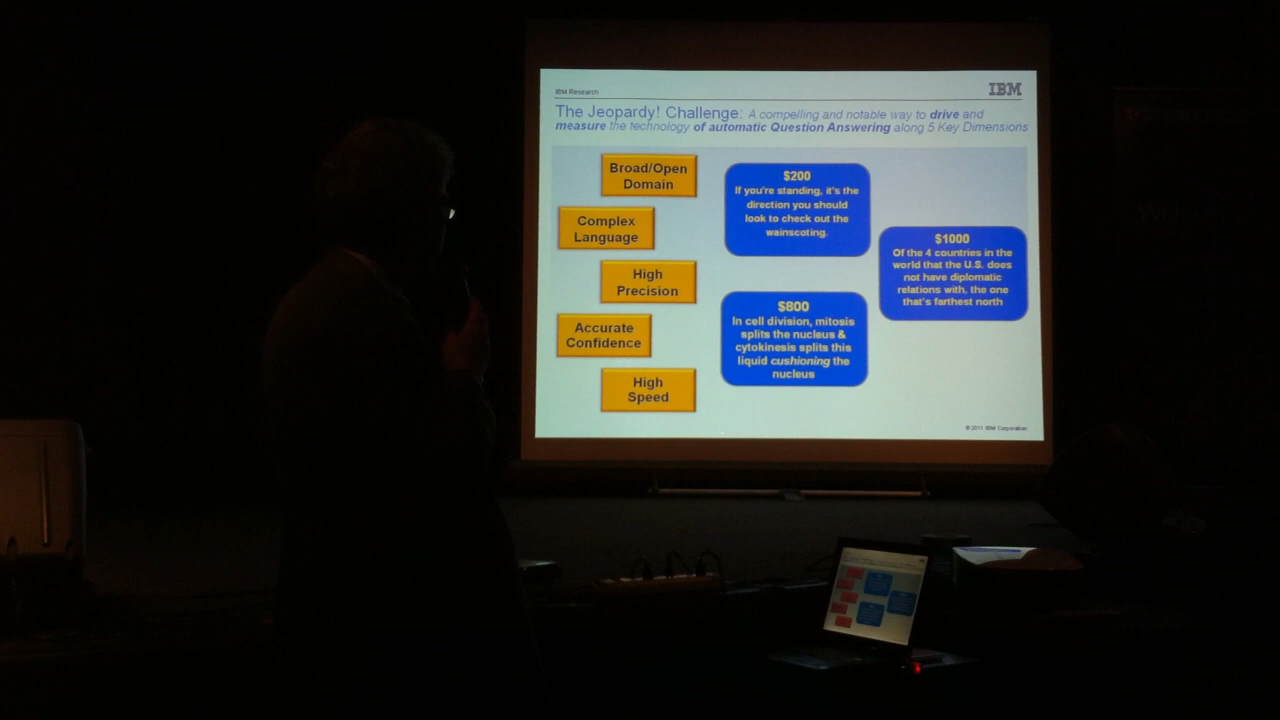 IBM Research
IBM
The Jeopardy! Challenge: A compelling and notable way to drive and
measure the technology of automatic Question Answering along 5 Key Dimensions
Broad/Open
Domain
Complex
Language
High
Precision
Accurate
Confidence
High
Speed
$200
If you're standing, it's the
direction you should
look to check out the
wainscoting.
$800
In cell division, mitosis
splits the nucleus &
cytokinesis splits this
liquid cushioning the
nucleus
$1000
Of the 4 countries in the
world that the U.S. does
not have diplomatic
relations with, the one
that's farthest north
© 2011 IBM Corporation